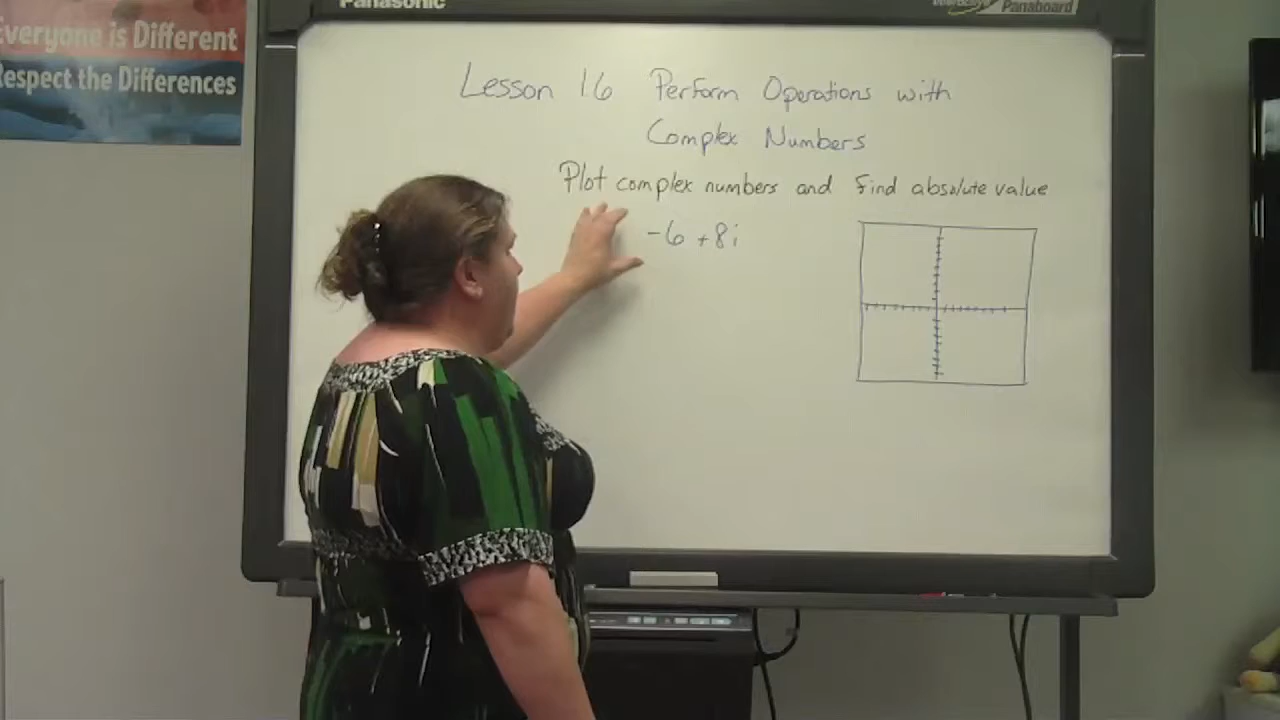 Panasonic
Panaboard
Everyone is Different
Respect the Differences
Lesson 16 Perform Operations with
Complex Numbers
Plot complex numbers and find absolute value
-6 + 8i